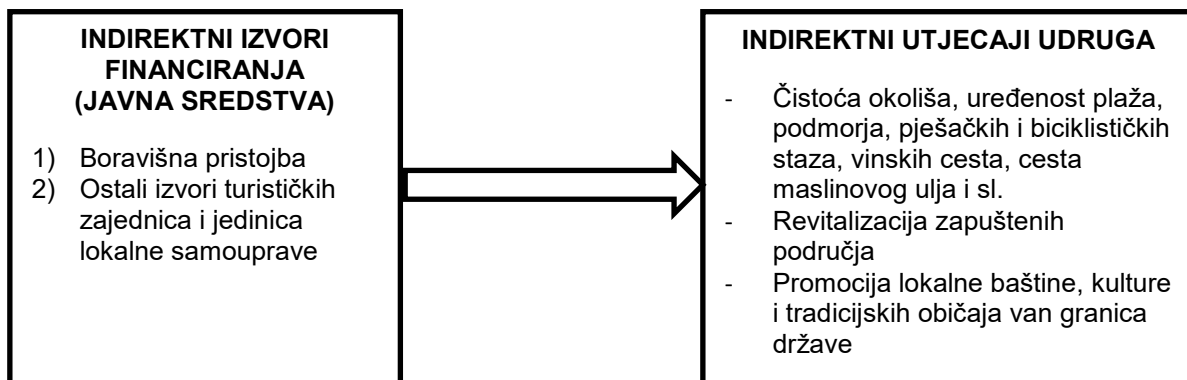 INDIREKTNI IZVORI
FINANCIRANJA
(JAVNA SREDSTVA)
1) Boravišna pristojba
2) Ostali izvori turističkih
zajednica i jedinica
lokalne samouprave
INDIREKTNI UTJECAJI UDRUGA
- Čistoća okoliša, uređenost plaža,
podmorja, pješačkih i biciklističkih
staza, vinskih cesta, cesta
maslinovog ulja i sl.
- Revitalizacija zapuštenih
područja
- Promocija lokalne baštine, kulture
i tradicijskih običaja van granica
države